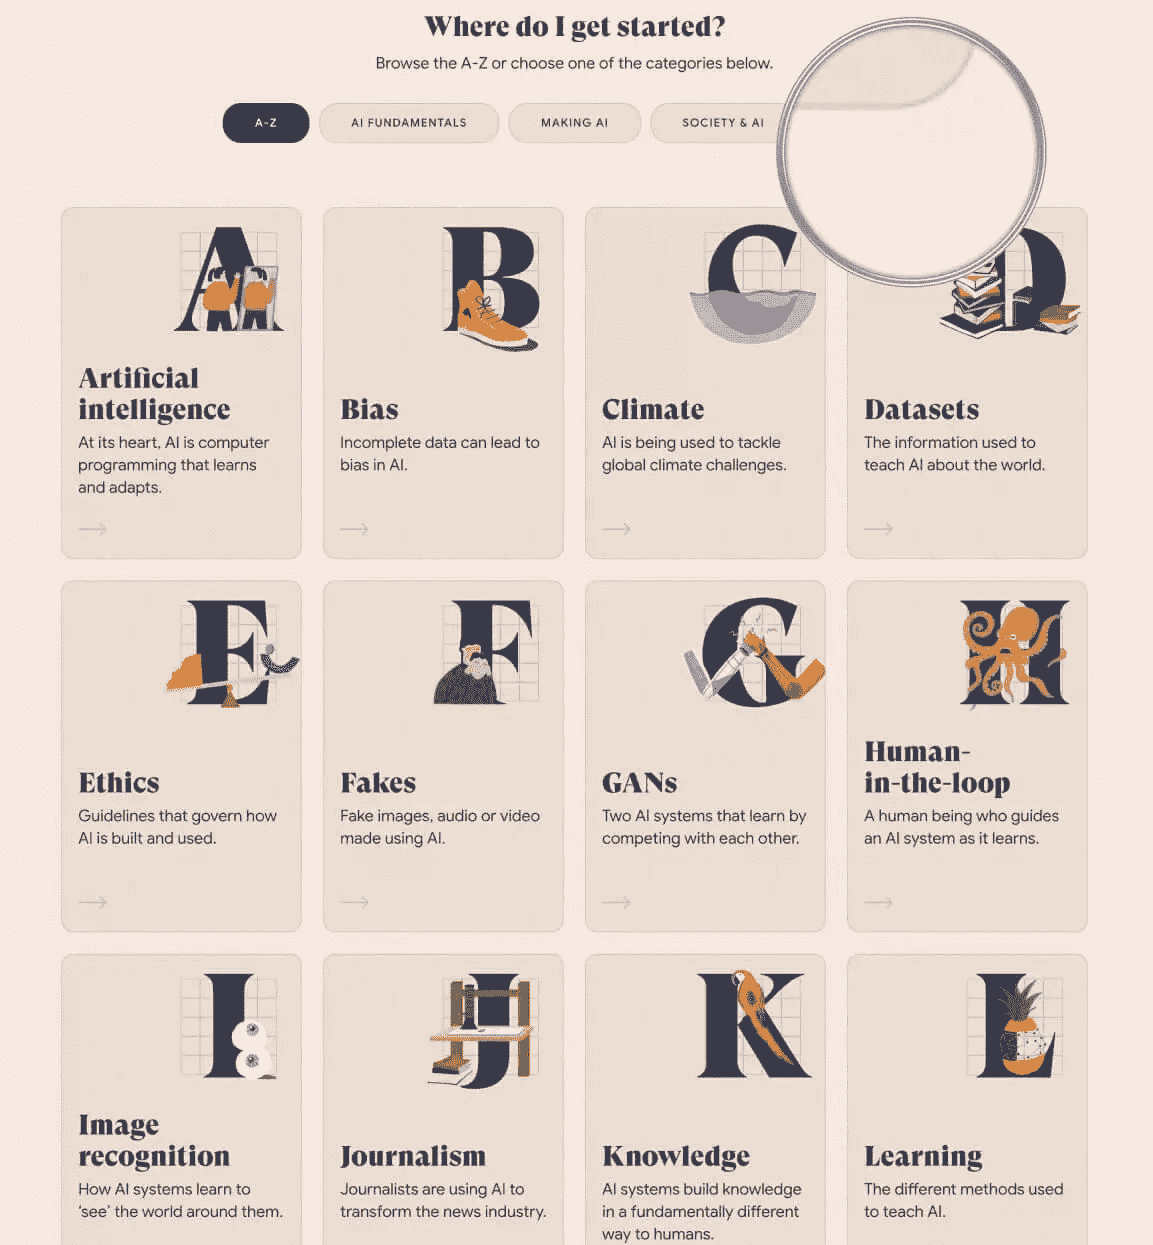 Where do I get started?
Browse the A-Z or choose one of the categories below.
A-Z
AI FUNDAMENTALS
MAKING AI
SOCIETY & AI
A
B
C
D
Artificial
intelligence
At its heart, AI is computer
programming that learns
and adapts.
Bias
Incomplete data can lead to
bias in AI.
Climate
AI is being used to tackle
global climate challenges.
Datasets
The information used to
teach AI about the world.
E
F
G
H
Ethics
Guidelines that govern how
AI is built and used.
Fakes
Fake images, audio or video
made using AI.
GANs
Two AI systems that learn by
competing with each other.
Human-
in-the-loop
A human being who guides
an AI system as it learns.
I
J
K
L
Image
recognition
How AI systems learn to
‘see’ the world around them.
Journalism
Journalists are using AI to
transform the news industry.
Knowledge
AI systems build knowledge
in a fundamentally different
way to humans.
Learning
The different methods used
to teach AI.